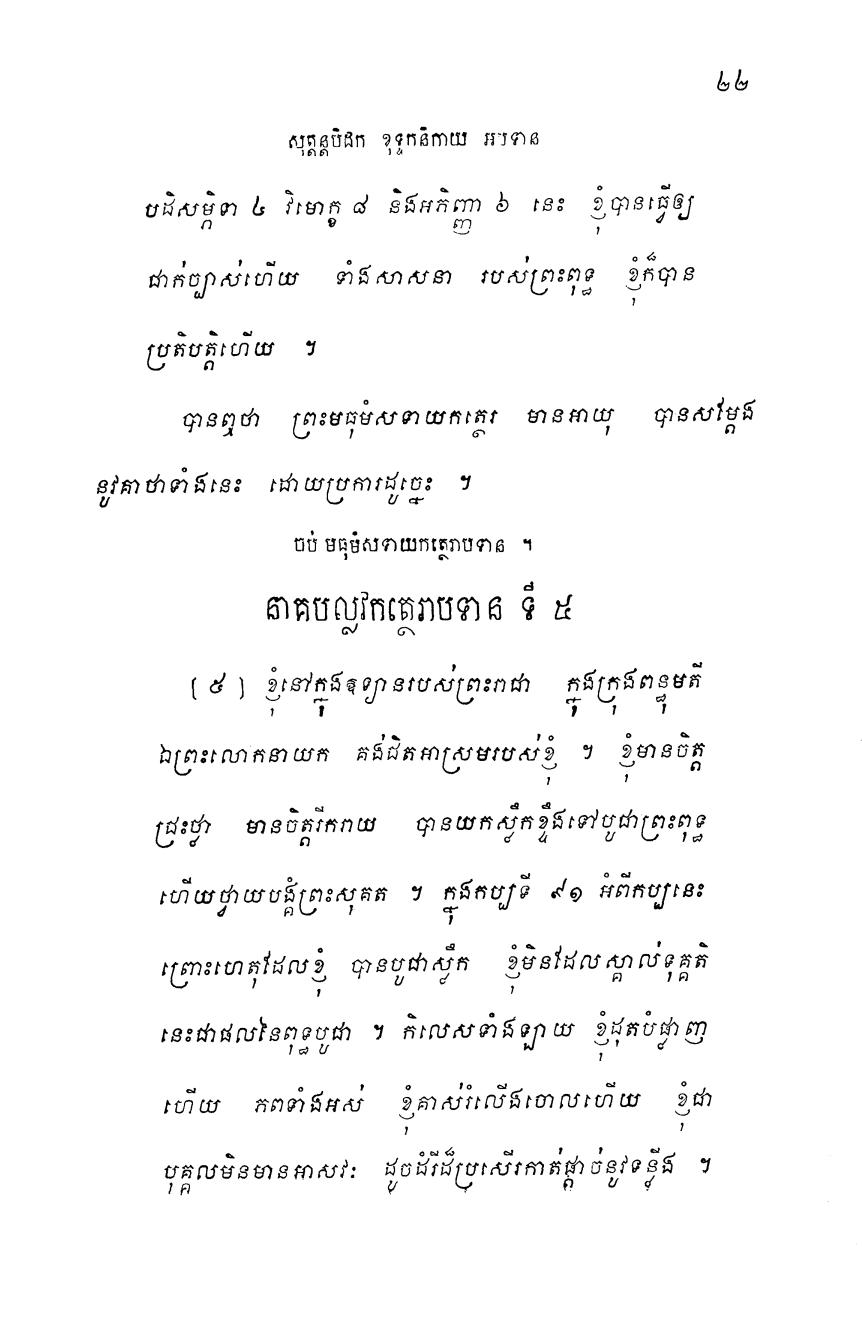 ២២
សុត្តន្តបិដក ខុទ្ទកនិកាយ អបទាន
បដិសម្ភិទា ៤ វិមោក្ខ ៨ និងអភិញ្ញា ៦ នេះ ខ្ញុំបានធ្វើឲ្យ
ជាក់ច្បាស់ហើយ ទាំងសាសនា របស់ព្រះពុទ្ធ ខ្ញុំក៏បាន
ប្រតិបត្តិហើយ ។
បានឮថា ព្រះមធុមំសទាយកត្ថេរ មានអាយុ បានសម្ដែង
នូវគាថាទាំងនេះ ដោយប្រការដូច្នេះ ។
ចប់ មធុមំសទាយកត្ថេរាបទាន ។
នាគបល្លវកត្ថេរាបទាន ទី ៥
[ ៥ ] ខ្ញុំនៅក្នុងឧទ្យានរបស់ព្រះរាជា ក្នុងក្រុងពន្ធុមតី
ឯព្រះលោកនាយក គង់ជិតអាស្រមរបស់ខ្ញុំ ។ ខ្ញុំមានចិត្ត
ជ្រះថ្លា មានចិត្តរីករាយ បានយកស្លឹកខ្ទឹងទៅបូជាព្រះពុទ្ធ
ហើយថ្វាយបង្គំព្រះសុគត ។ ក្នុងកប្បទី ៩១ អំពីកប្បនេះ
ព្រោះហេតុដែលខ្ញុំ បានបូជាស្លឹក ខ្ញុំមិនដែលស្គាល់ទុគ្គតិ
នេះជាផលនៃពុទ្ធបូជា ។ កិលេសទាំងឡាយ ខ្ញុំដុតបំផ្លាញ
ហើយ ភពទាំងអស់ ខ្ញុំគាស់រំលើងចោលហើយ ខ្ញុំជា
បុគ្គលមិនមានអាសវៈ ដូចដំរីដ៏ប្រសើរកាត់ផ្ដាច់នូវទន្លីង ។